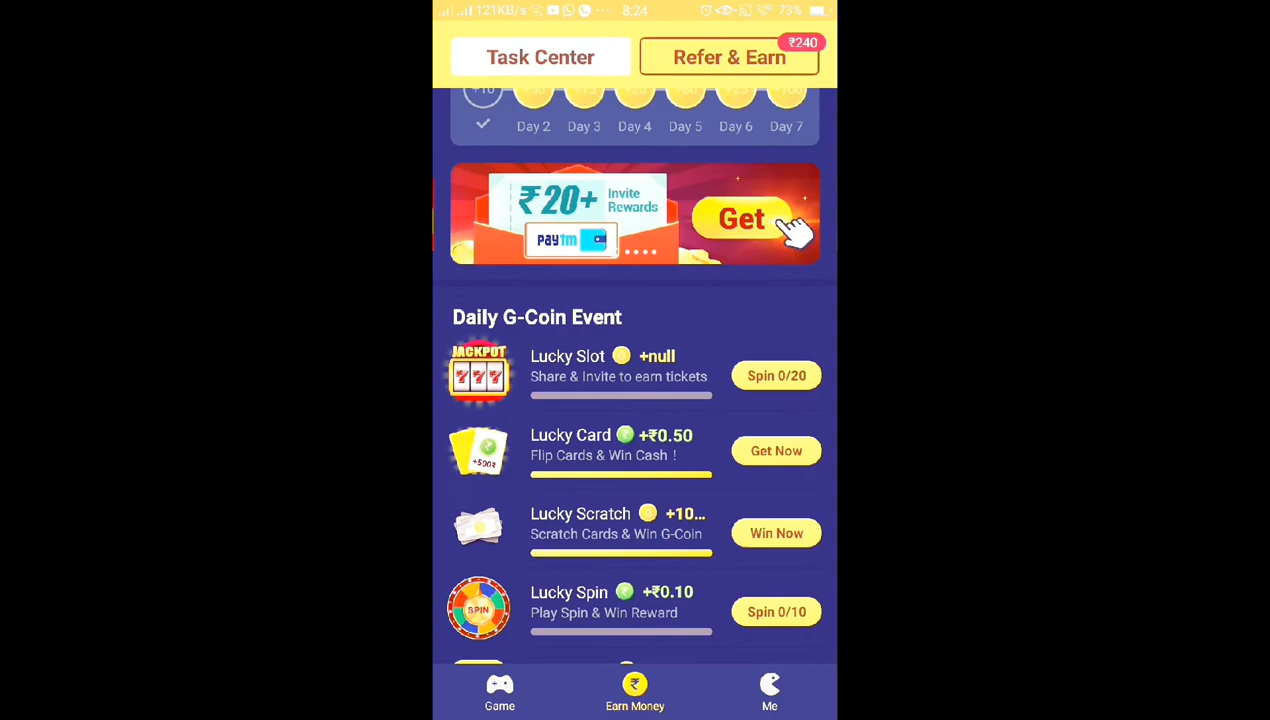 121KB/s 8:24 73%
Task Center
Refer & Earn
₹240
Day 2 Day 3 Day 4 Day 5 Day 6 Day 7
₹20+ Invite Rewards
paytm
Get
Daily G-Coin Event
JACKPOT
777
Lucky Slot +null
Share & Invite to earn tickets
Spin 0/20
+500₹
Lucky Card +₹0.50
Flip Cards & Win Cash !
Get Now
Lucky Scratch +10...
Scratch Cards & Win G-Coin
Win Now
SPIN
Lucky Spin +₹0.10
Play Spin & Win Reward
Spin 0/10
Game Earn Money Me